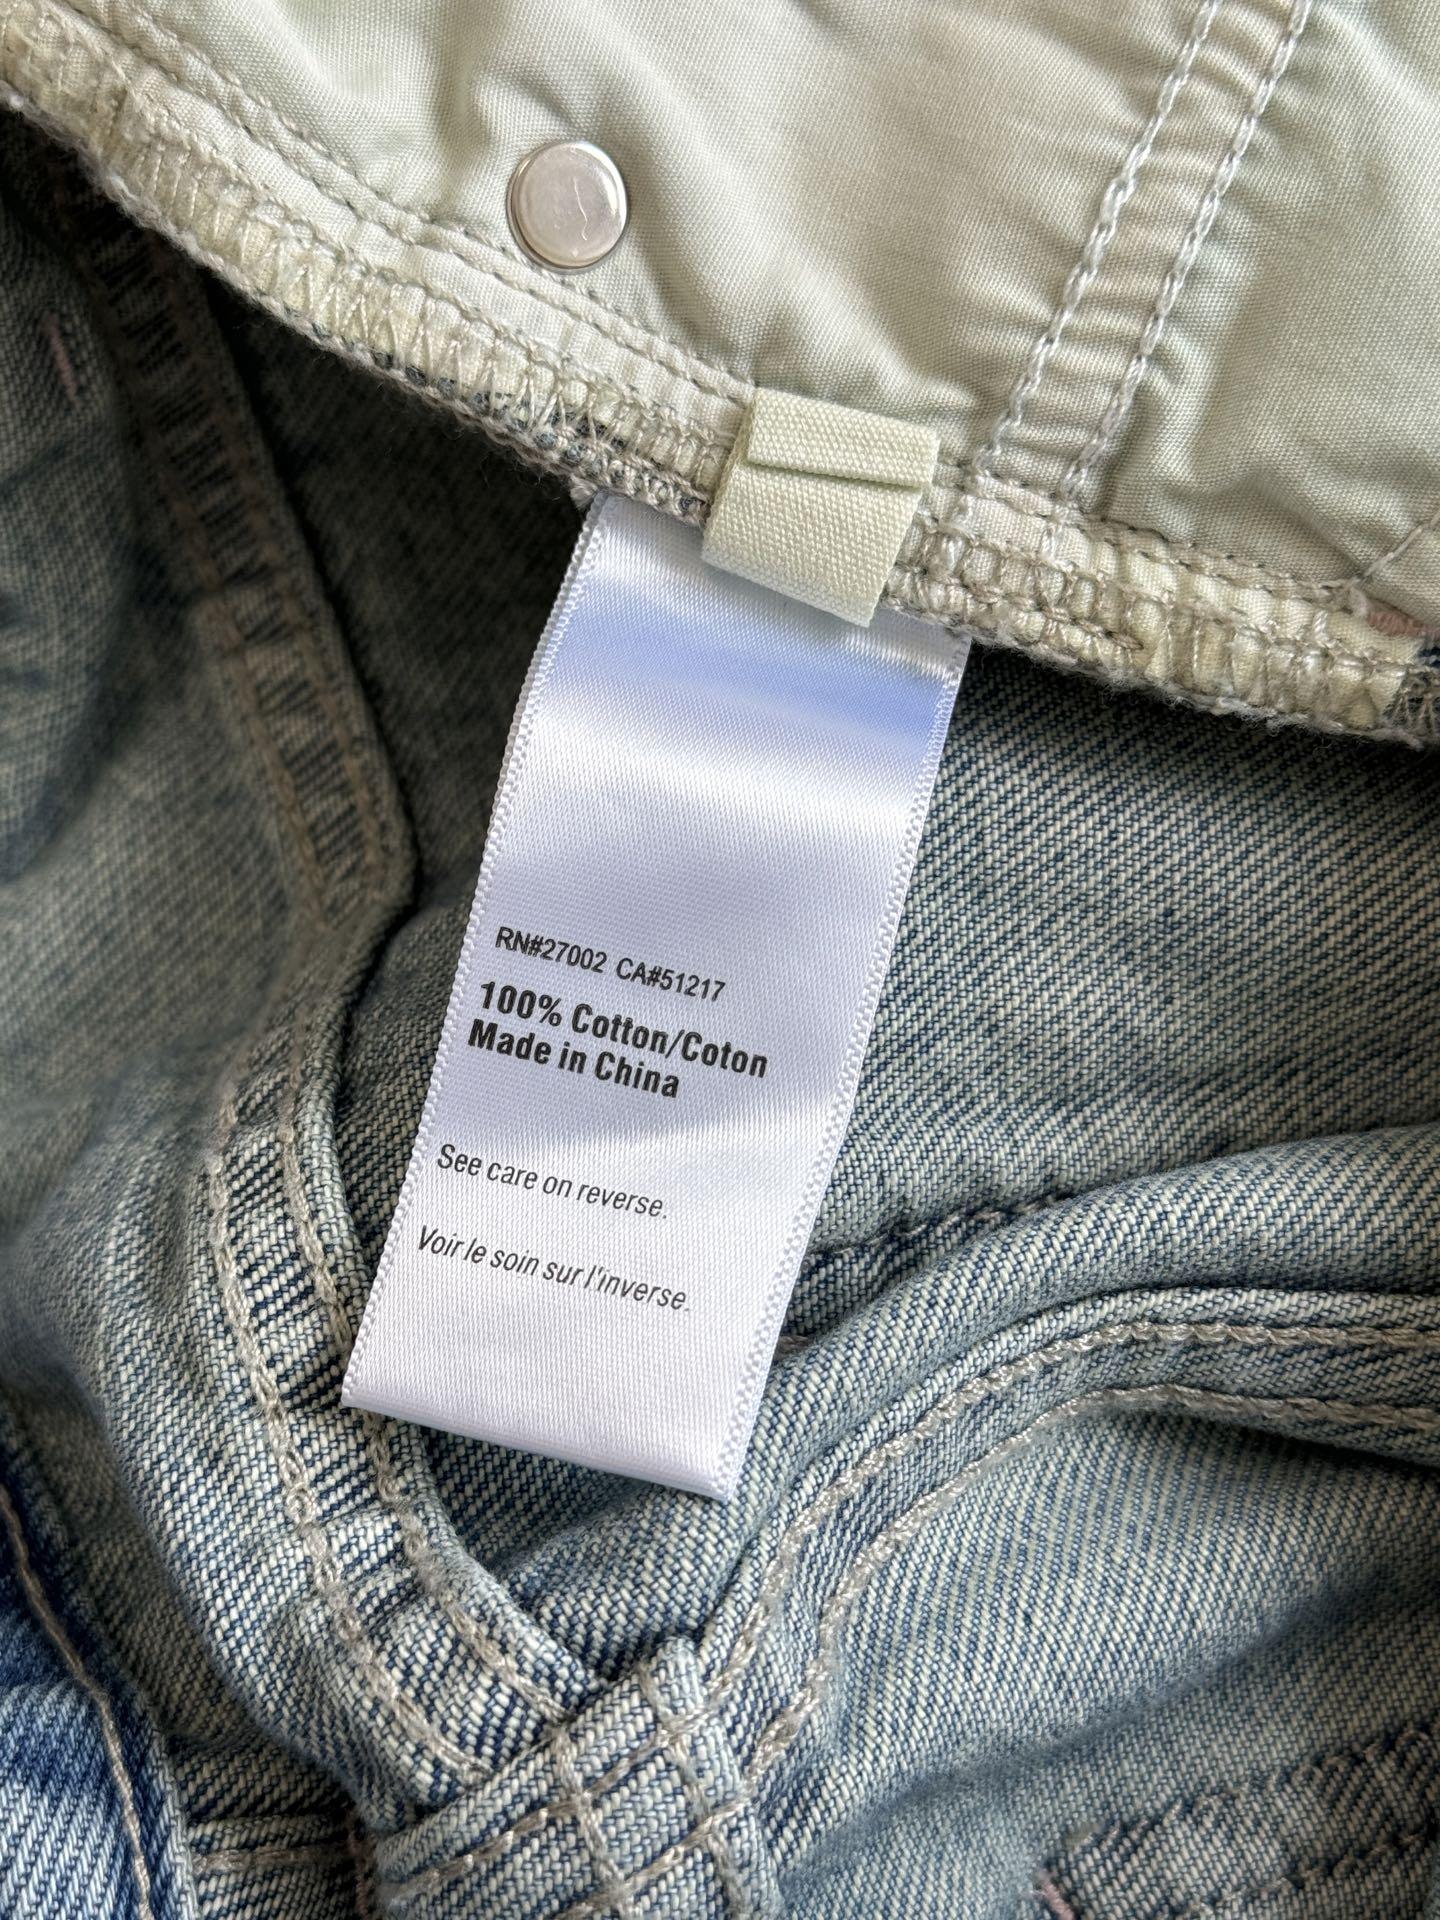 RN#27002 CA#51217
100% Cotton/Coton
Made in China
See care on reverse.
Voir le soin sur l'inverse.